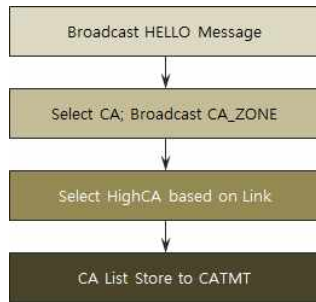 Broadcast HELLO Message
Select CA; Broadcast CA_ZONE
Select HighCA based on Link
CA List Store to CATMT